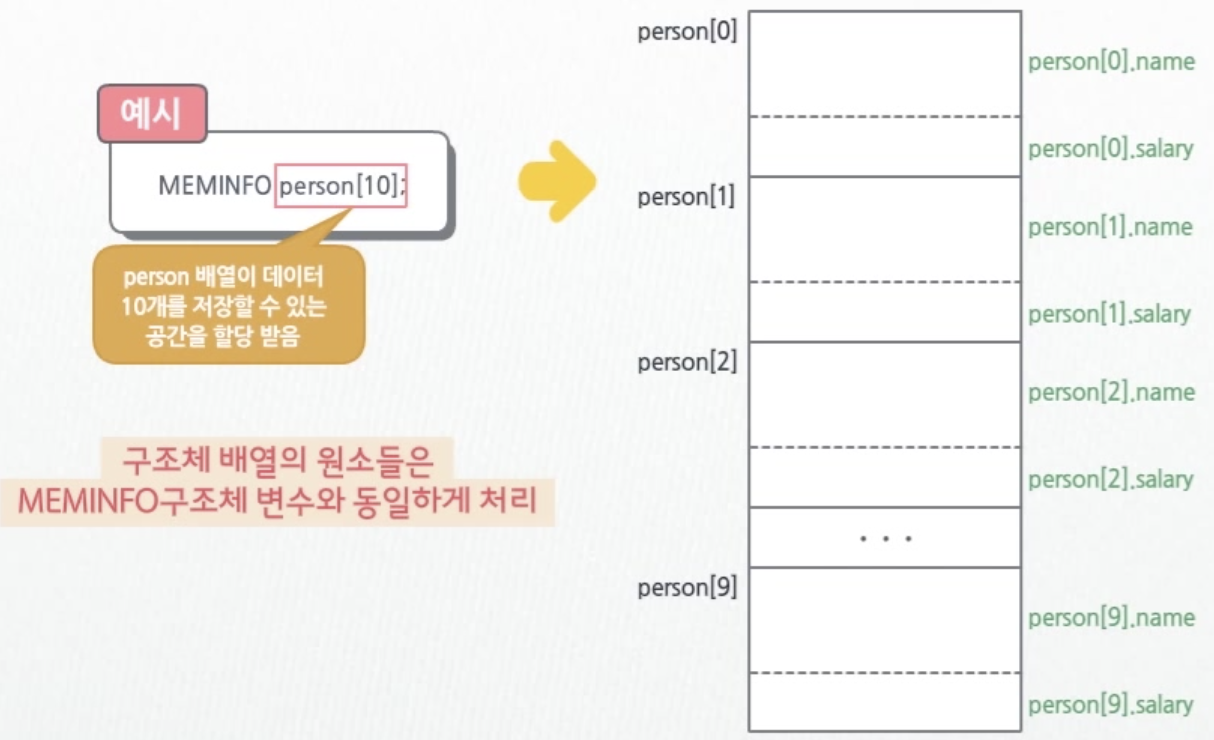 예시
MEMINFO person[10];
person 배열이 데이터
10개를 저장할 수 있는
공간을 할당 받음
구조체 배열의 원소들은
MEMINFO구조체 변수와 동일하게 처리
person[0]
person[0].name
person[0].salary
person[1]
person[1].name
person[1].salary
person[2]
person[2].name
person[2].salary
· · ·
person[9]
person[9].name
person[9].salary